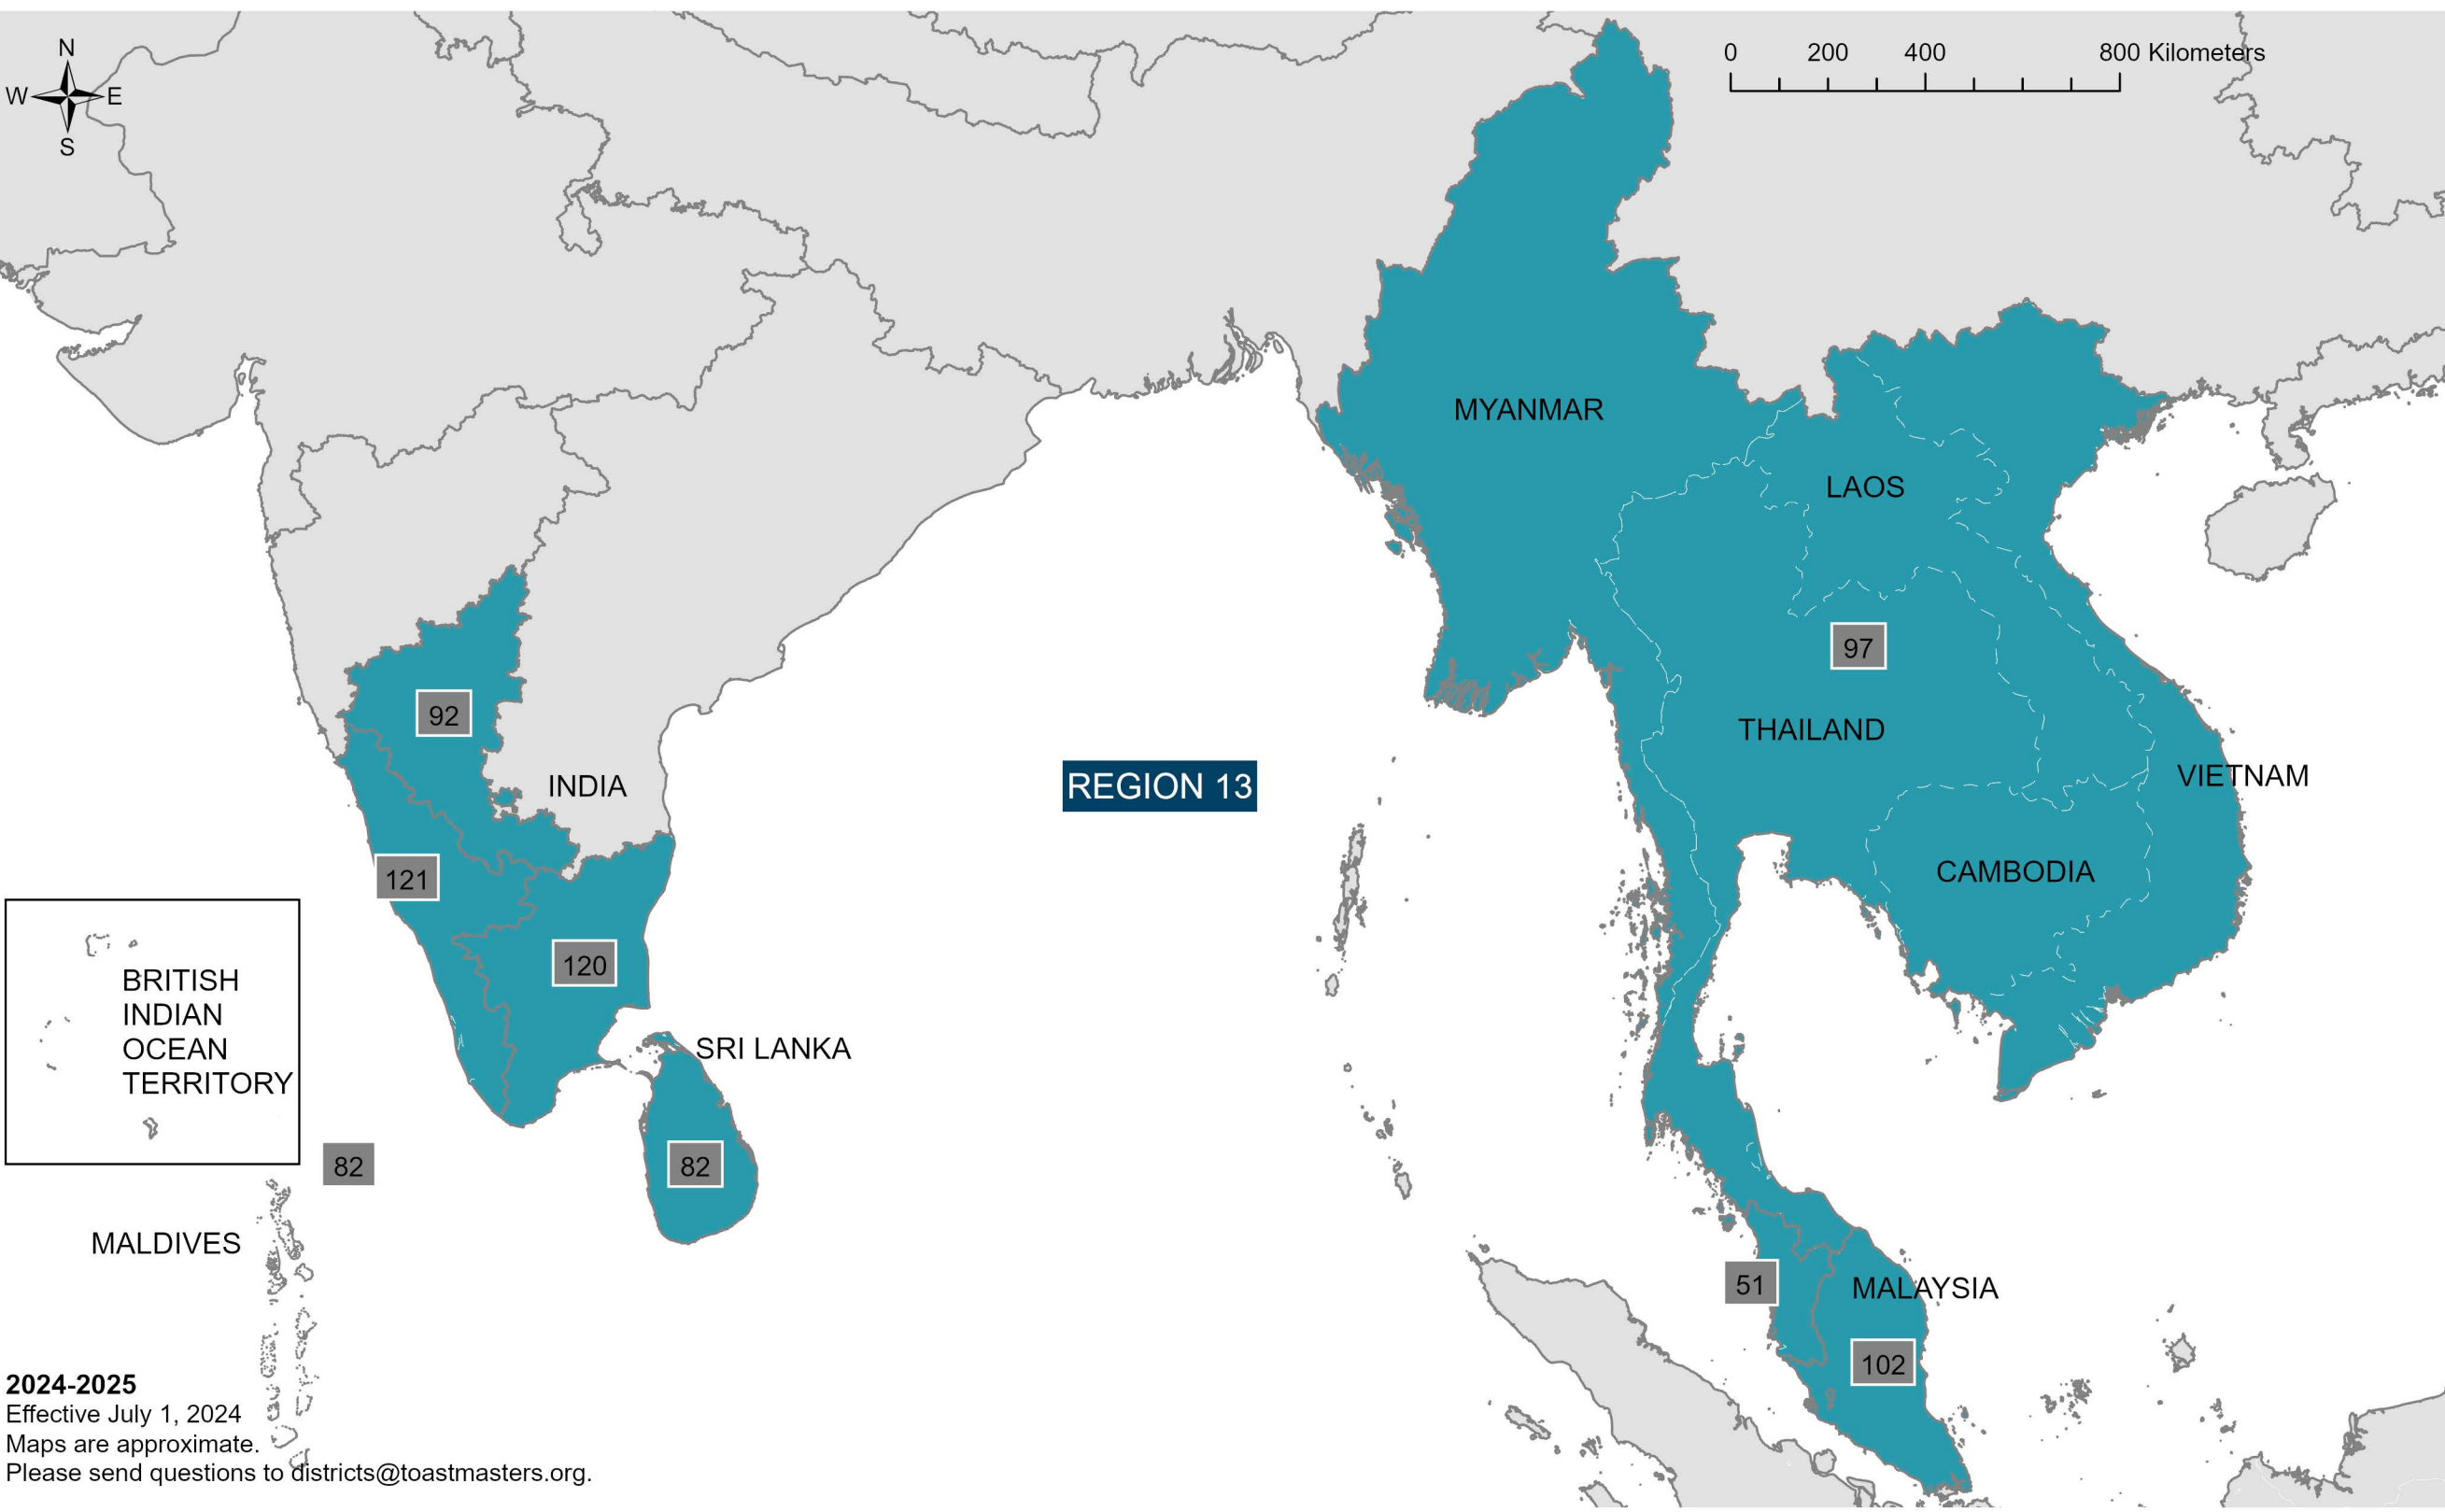 N
W E
S
0 200 400 800 Kilometers
MYANMAR
LAOS
97
92
THAILAND
INDIA
REGION 13
VIETNAM
121
CAMBODIA
120
BRITISH
INDIAN
OCEAN
TERRITORY
SRI LANKA
82
82
MALDIVES
51
MALAYSIA
102
2024-2025
Effective July 1, 2024
Maps are approximate.
Please send questions to districts@toastmasters.org.